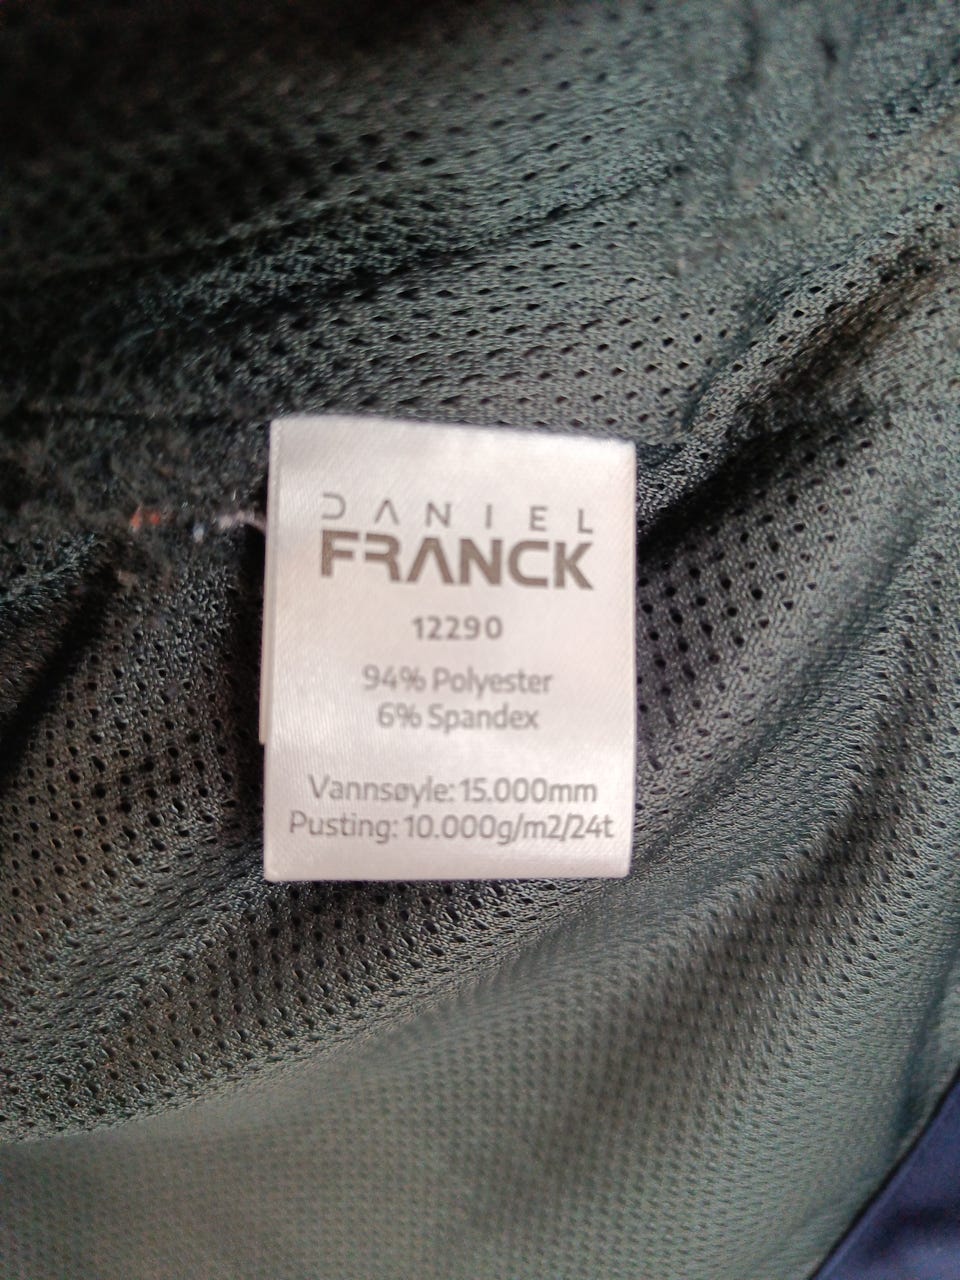 DANIEL
FRANCK
12290
94% Polyester
6% Spandex
Vannsøyle: 15.000mm
Pusting: 10.000g/m2/24t